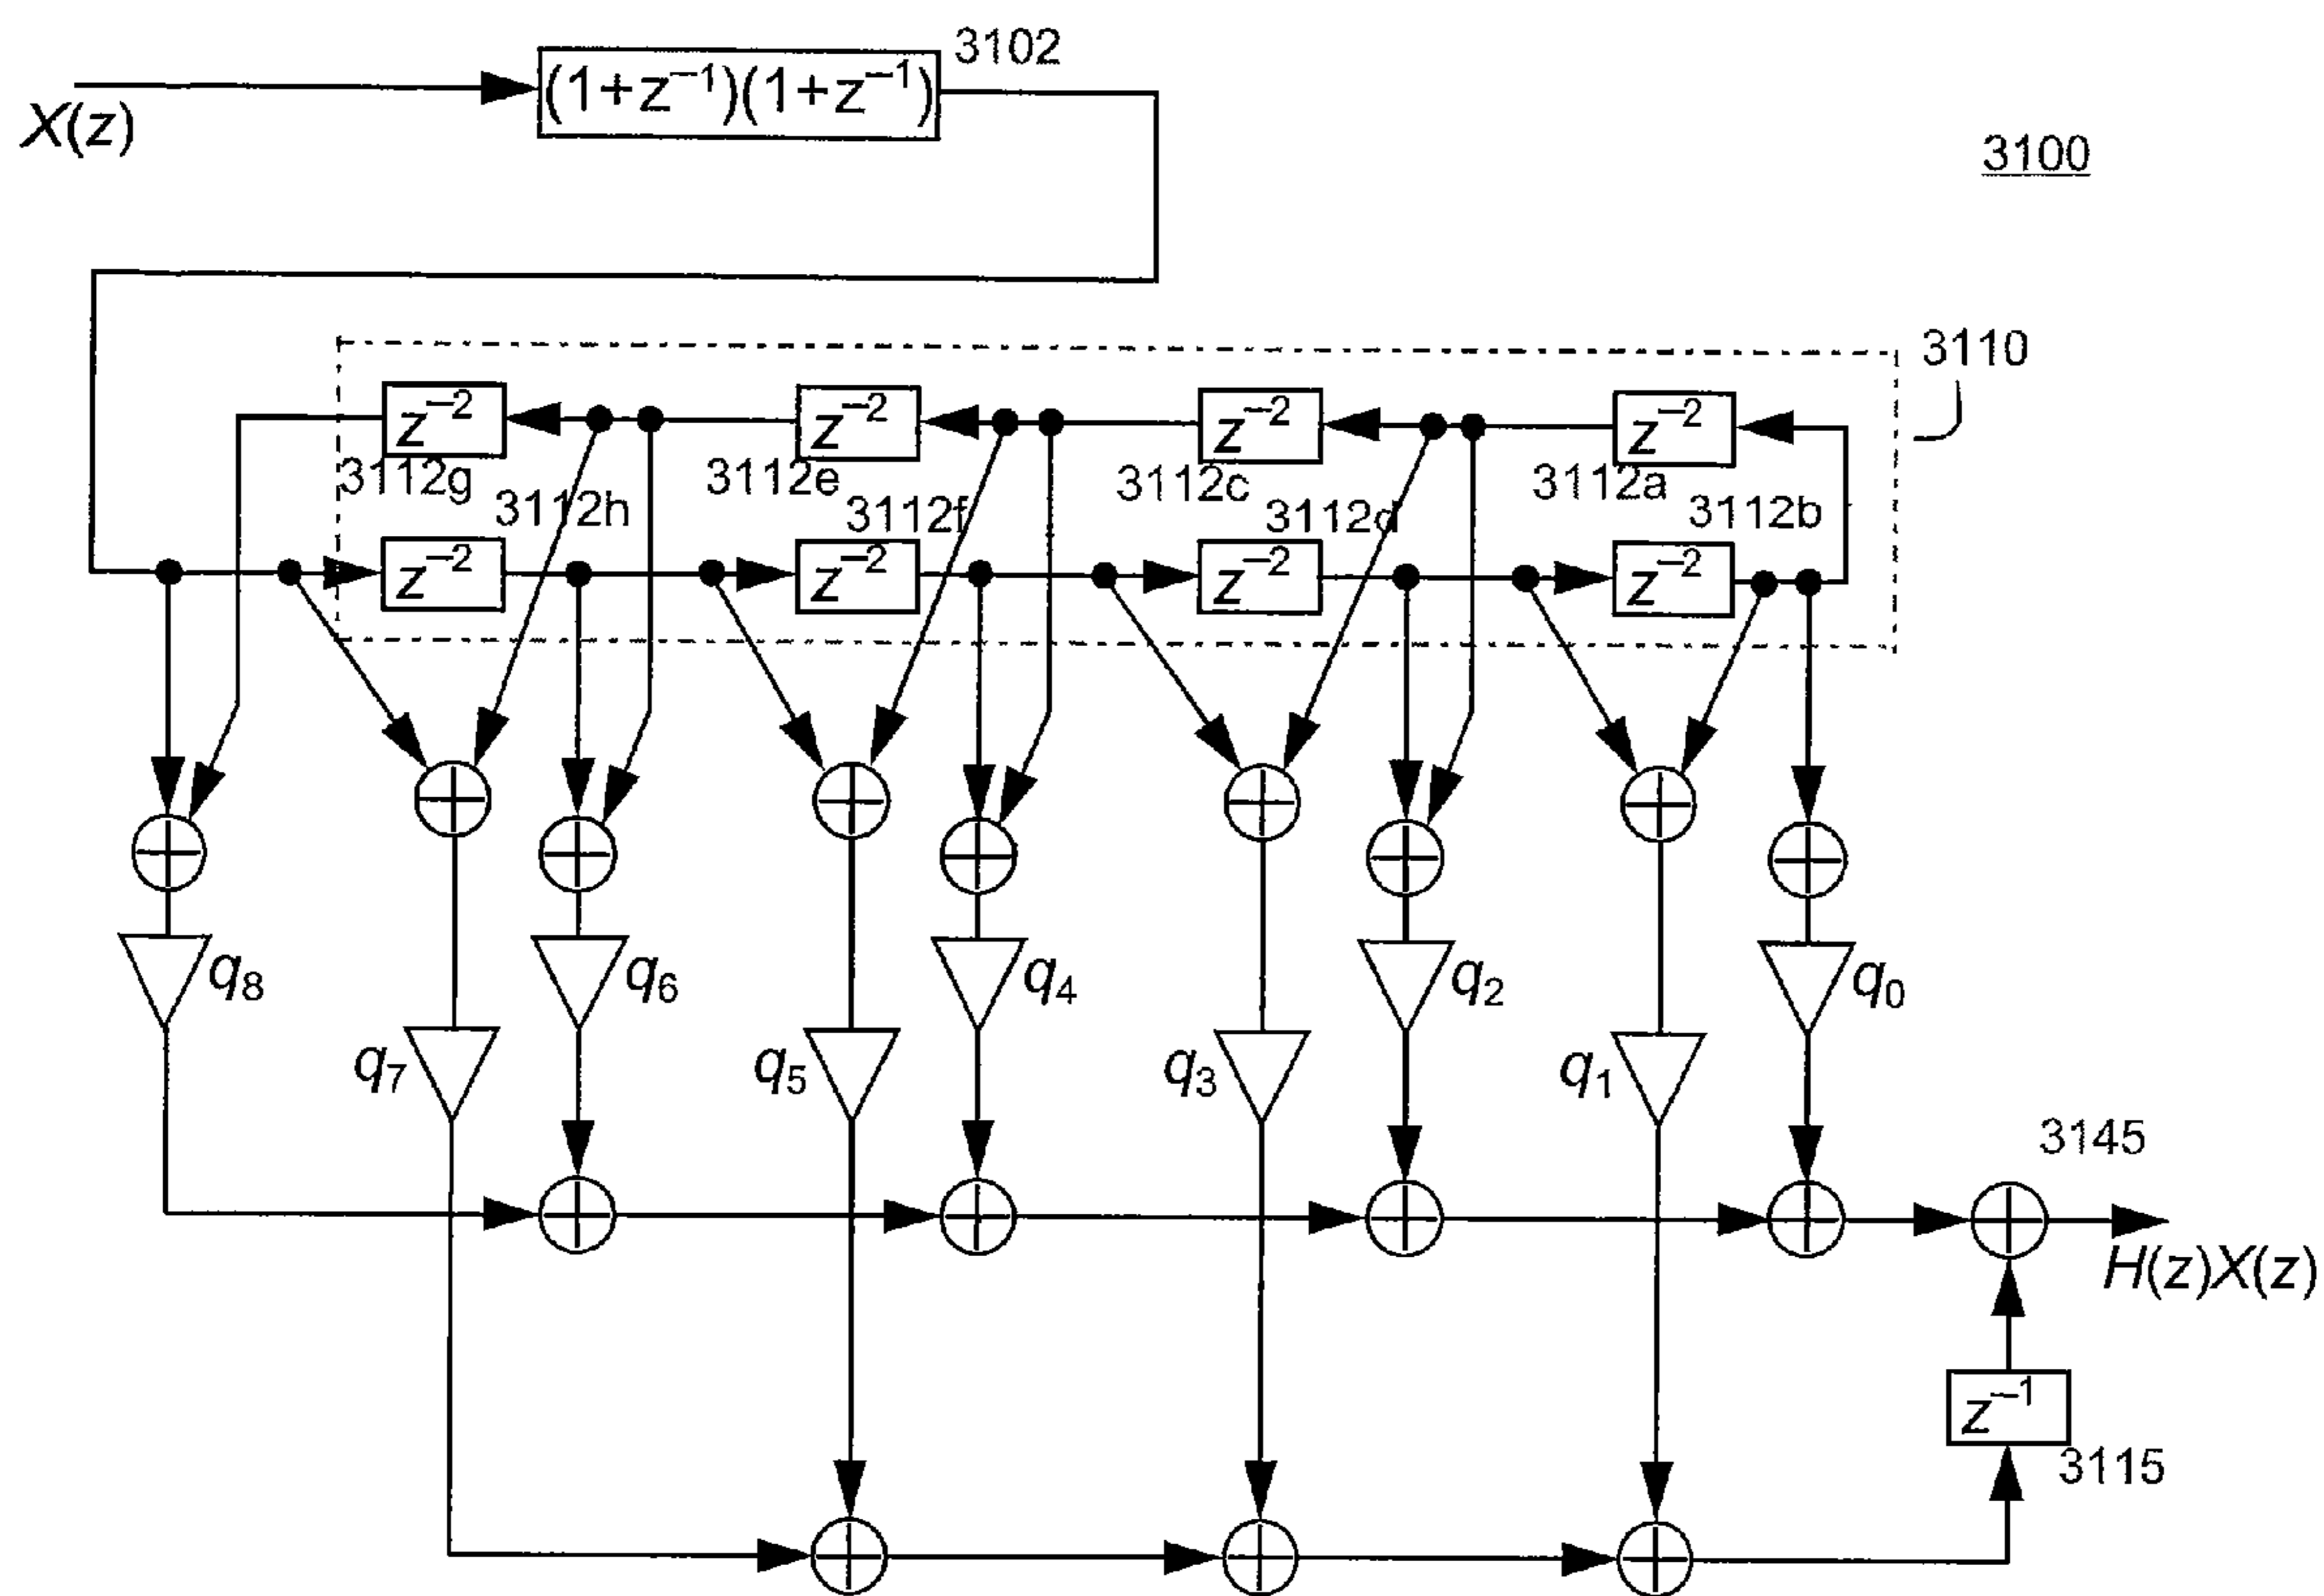 3102
(1+z⁻¹)(1+z⁻¹)
X(z)
3100
3110
z⁻²
z⁻²
z⁻²
z⁻²
3112g
3112e
3112c
3112a
3112h
3112f
3112d
3112b
z⁻²
z⁻²
z⁻²
z⁻²
q₈
q₆
q₄
q₂
q₀
q₇
q₅
q₃
q₁
3145
H(z)X(z)
z⁻¹
3115